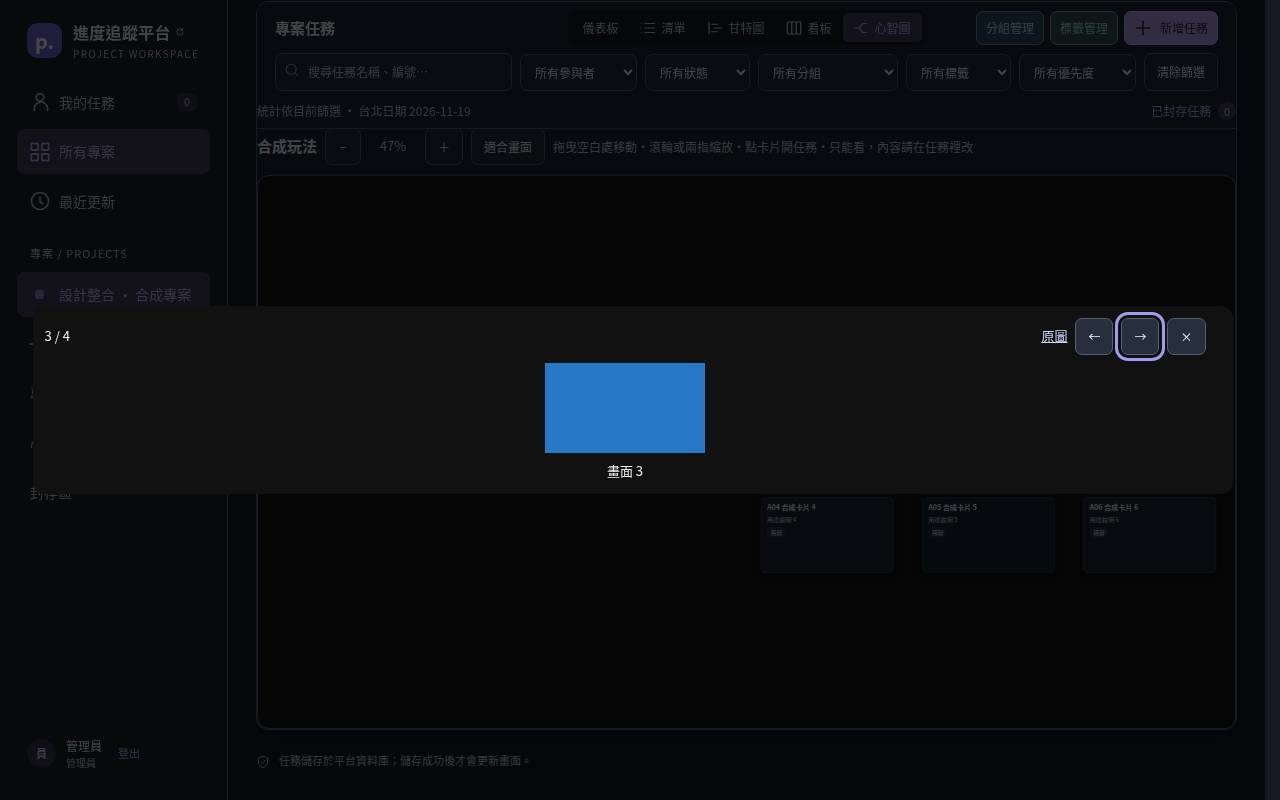 p.
進度追蹤平台
PROJECT WORKSPACE
我的任務 0
所有專案
最近更新
專案 / PROJECTS
設計整合 · 合成專案
管理員
管理員
登出
專案任務
儀表板 清單 甘特圖 看板 心智圖
分組管理 標籤管理 新增任務
搜尋任務名稱、編號… 所有參與者 所有狀態 所有分組 所有標籤 所有優先度 清除篩選
統計依目前篩選 · 台北日期 2026-11-19
已封存任務 0
合成玩法 − 47% + 適合畫面 拖曳空白處移動・滾輪或兩指縮放・點卡片開任務・只能看，內容請在任務裡改
3 / 4 原圖 ← → ×
畫面 3
A04 合成卡片 4
A05 合成卡片 5
A06 合成卡片 6
任務儲存於平台資料庫；儲存成功後才會更新畫面。